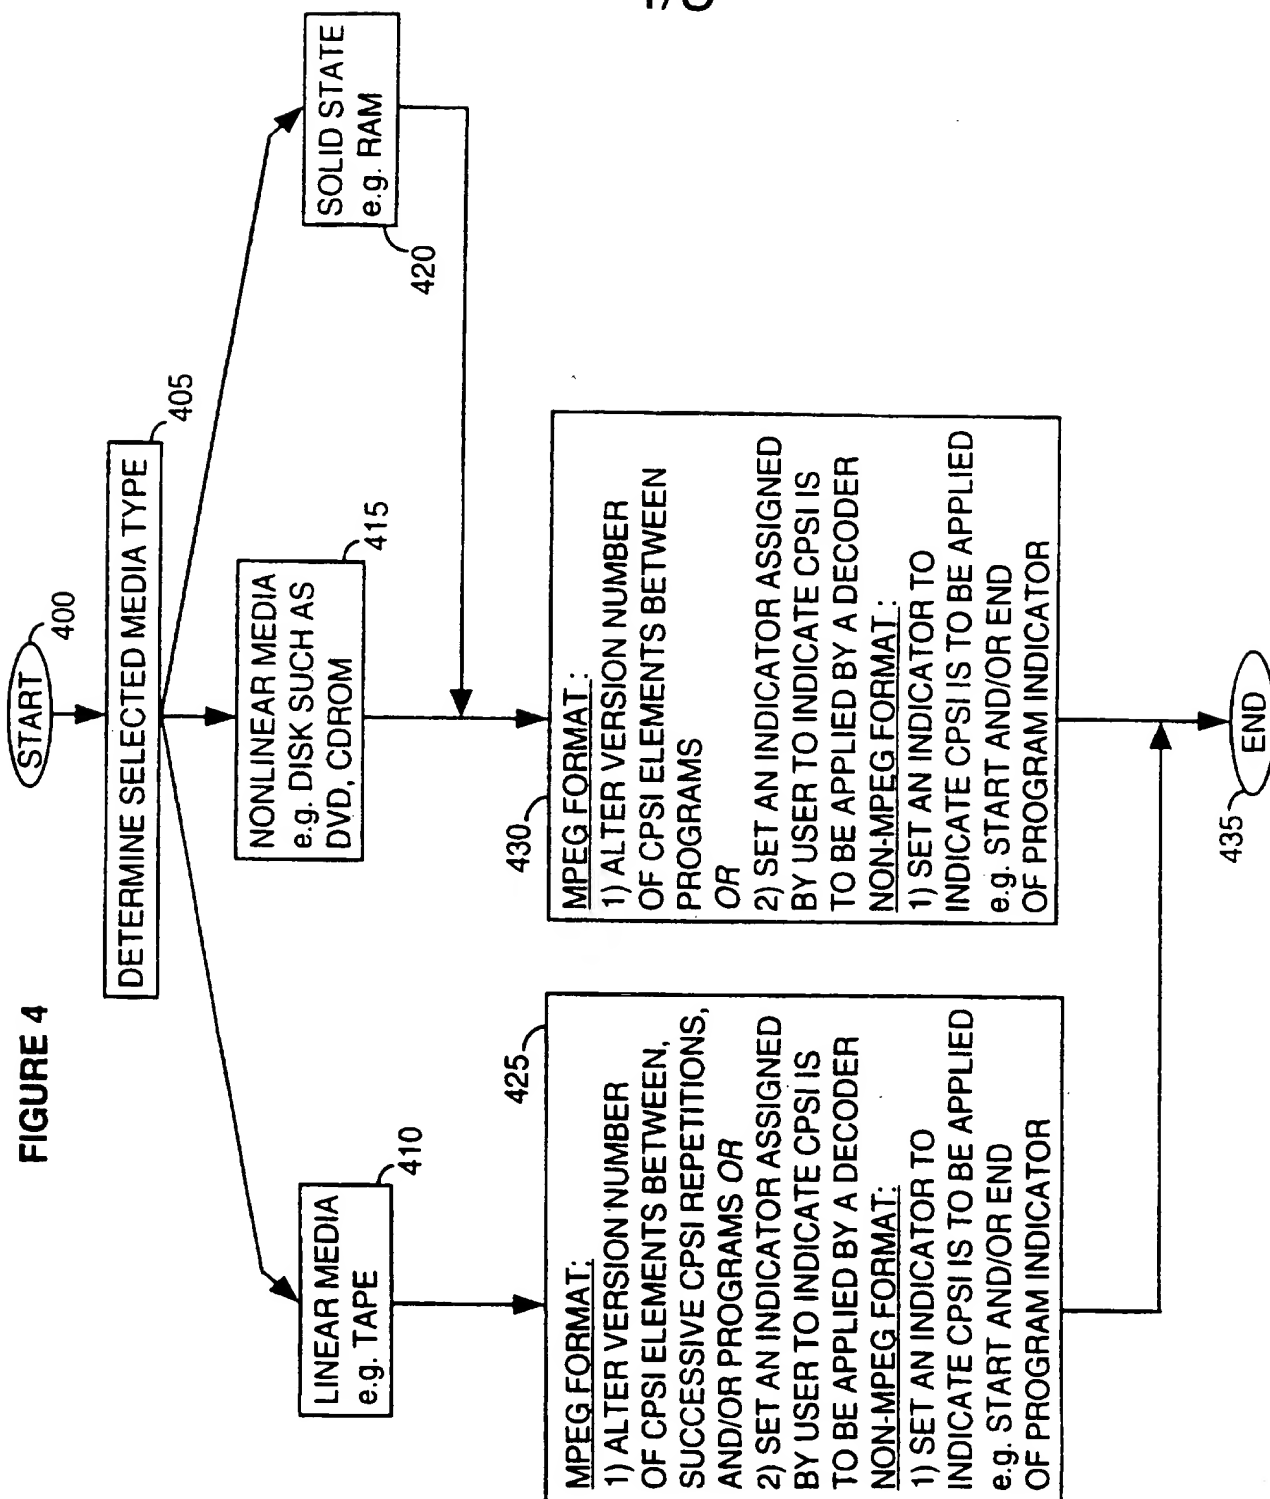 FIGURE 4
START
400
DETERMINE SELECTED MEDIA TYPE
405
LINEAR MEDIA
e.g. TAPE
410
NONLINEAR MEDIA
e.g. DISK SUCH AS
DVD, CDROM
415
SOLID STATE
e.g. RAM
420
425
MPEG FORMAT:
1) ALTER VERSION NUMBER
OF CPSI ELEMENTS BETWEEN,
SUCCESSIVE CPSI REPETITIONS,
AND/OR PROGRAMS OR
2) SET AN INDICATOR ASSIGNED
BY USER TO INDICATE CPSI IS
TO BE APPLIED BY A DECODER
NON-MPEG FORMAT:
1) SET AN INDICATOR TO
INDICATE CPSI IS TO BE APPLIED
e.g. START AND/OR END
OF PROGRAM INDICATOR
430
MPEG FORMAT:
1) ALTER VERSION NUMBER
OF CPSI ELEMENTS BETWEEN
PROGRAMS
OR
2) SET AN INDICATOR ASSIGNED
BY USER TO INDICATE CPSI IS
TO BE APPLIED BY A DECODER
NON-MPEG FORMAT:
1) SET AN INDICATOR TO
INDICATE CPSI IS TO BE APPLIED
e.g. START AND/OR END
OF PROGRAM INDICATOR
435
END